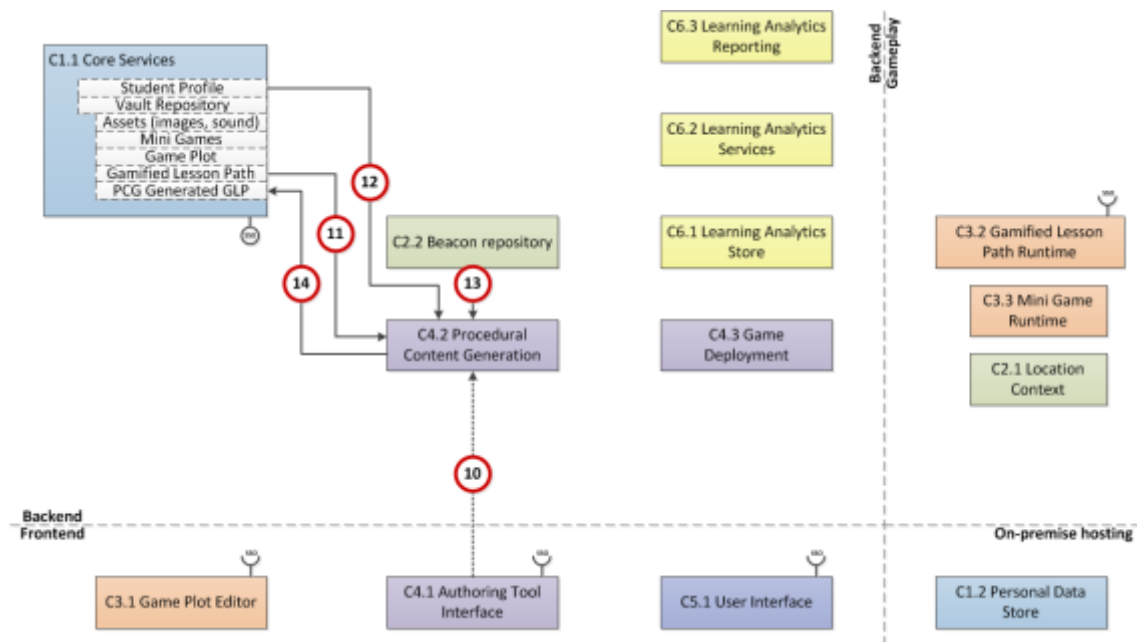 C6.3 Learning Analytics
Reporting
Backend
Gameplay
C1.1 Core Services
Student Profile
Vault Repository
Assets (images, sound)
Mini Games
Game Plot
Gamified Lesson Path
PCG Generated GLP
SSO
12
11
14
C6.2 Learning Analytics
Services
C2.2 Beacon repository
13
C6.1 Learning Analytics
Store
SSO
C3.2 Gamified Lesson
Path Runtime
C3.3 Mini Game
Runtime
C4.2 Procedural
Content Generation
C4.3 Game
Deployment
C2.1 Location
Context
10
Backend
Frontend
On-premise hosting
SSO
C3.1 Game Plot Editor
SSO
C4.1 Authoring Tool
Interface
SSO
C5.1 User Interface
C1.2 Personal Data
Store